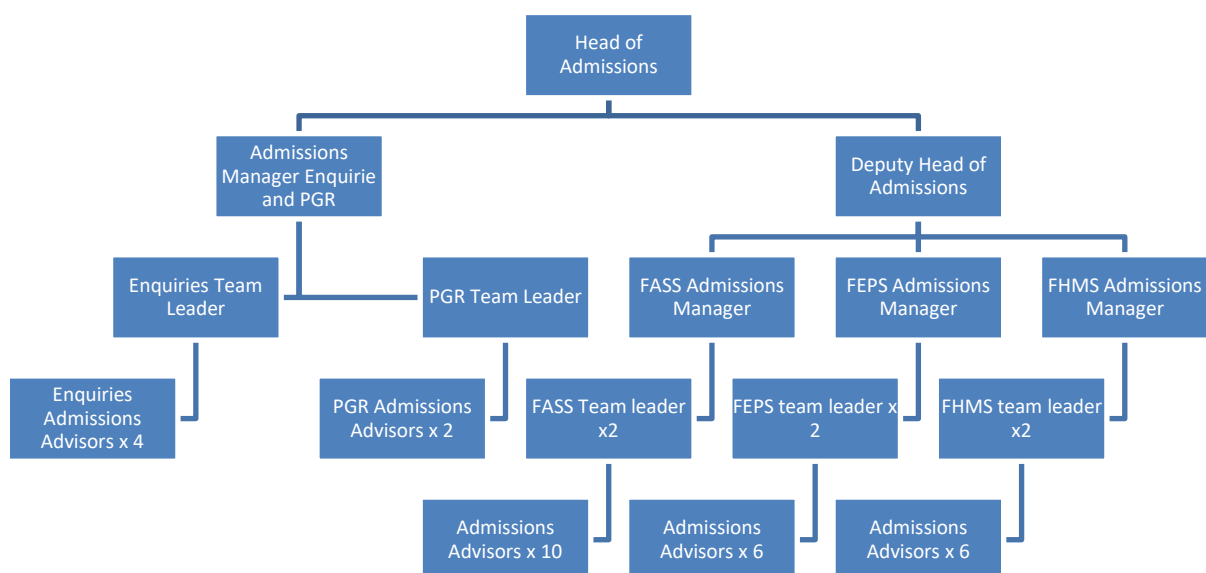 Head of
Admissions
Admissions
Manager Enquirie
and PGR
Deputy Head of
Admissions
Enquiries Team
Leader
PGR Team Leader
FASS Admissions
Manager
FEPS Admissions
Manager
FHMS Admissions
Manager
Enquiries
Admissions
Advisors x 4
PGR Admissions
Advisors x 2
FASS Team leader
x2
FEPS team leader x
2
FHMS team leader
x2
Admissions
Advisors x 10
Admissions
Advisors x 6
Admissions
Advisors x 6